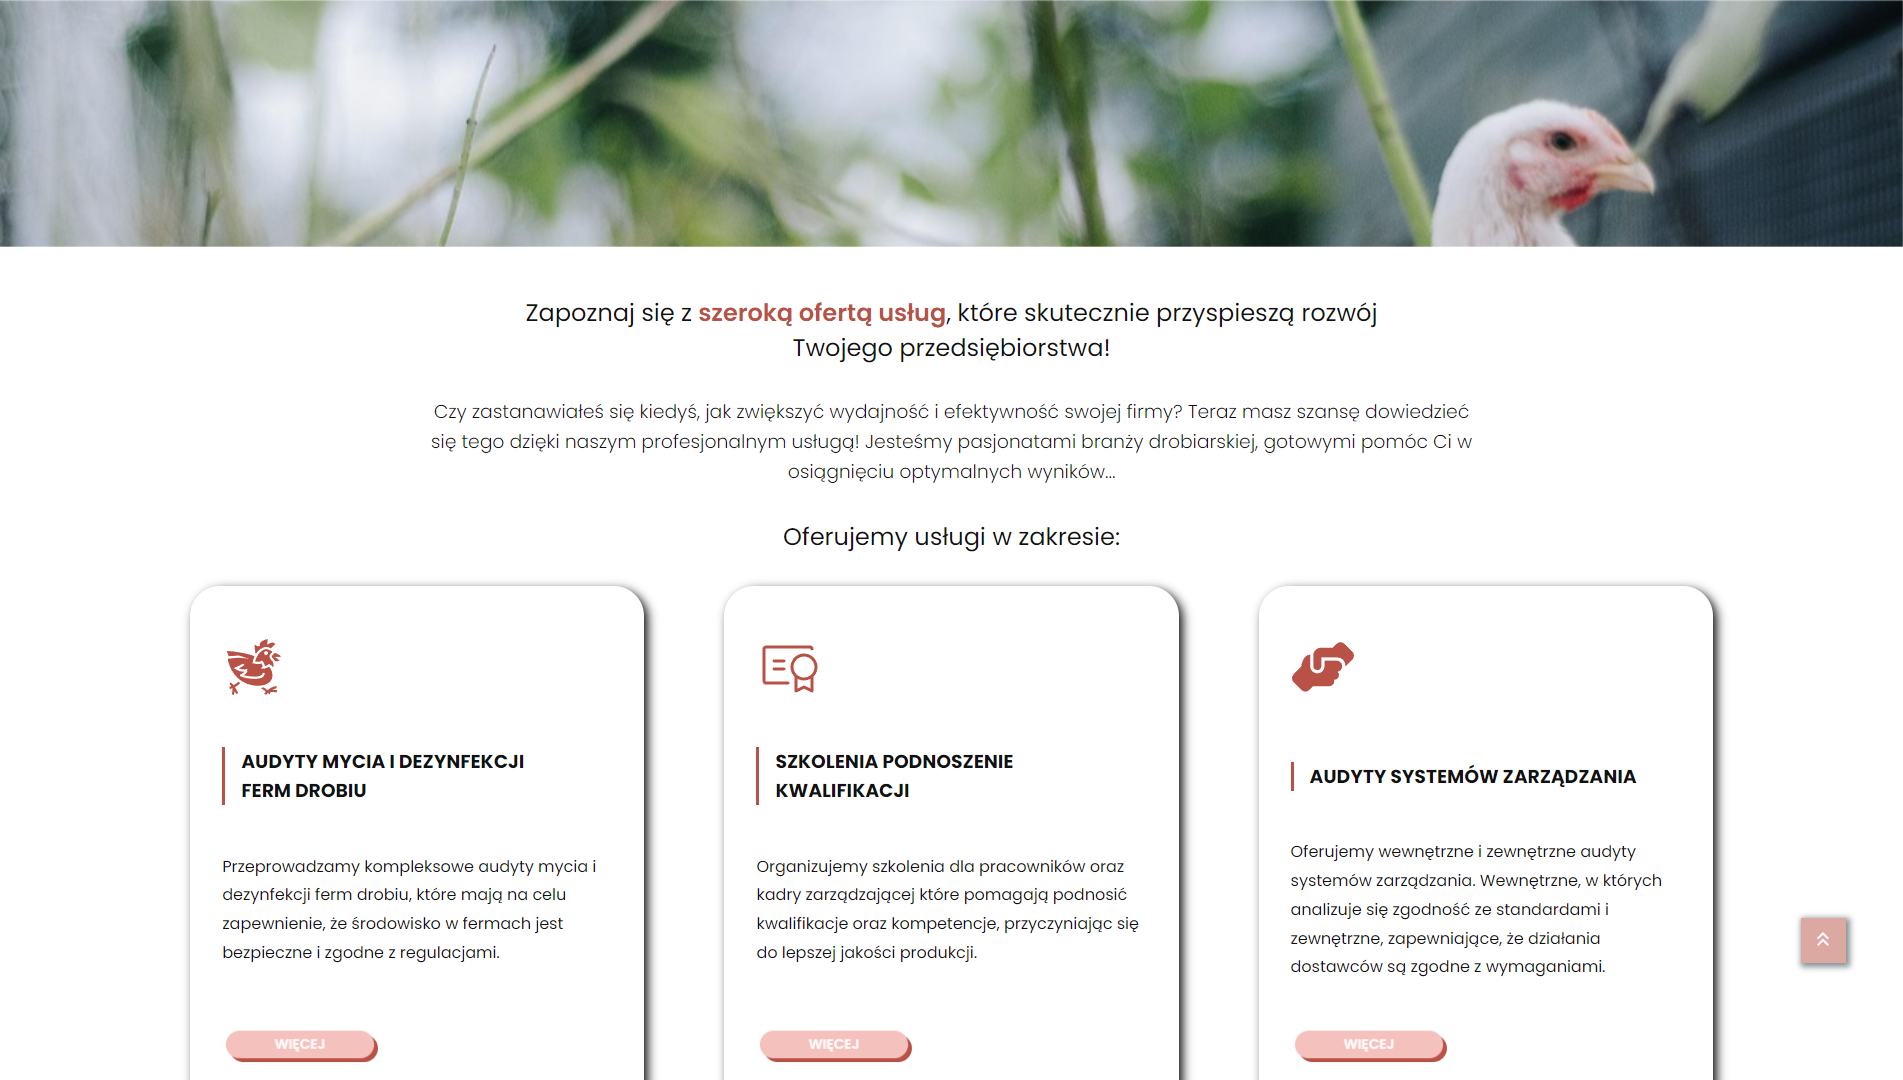 Zapoznaj się z szeroką ofertą usług, które skutecznie przyspieszą rozwój
Twojego przedsiębiorstwa!
Czy zastanawiałeś się kiedyś, jak zwiększyć wydajność i efektywność swojej firmy? Teraz masz szansę dowiedzieć
się tego dzięki naszym profesjonalnym usługą! Jesteśmy pasjonatami branży drobiarskiej, gotowymi pomóc Ci w
osiągnięciu optymalnych wyników...
Oferujemy usługi w zakresie:
AUDYTY MYCIA I DEZYNFEKCJI
FERM DROBIU
Przeprowadzamy kompleksowe audyty mycia i
dezynfekcji ferm drobiu, które mają na celu
zapewnienie, że środowisko w fermach jest
bezpieczne i zgodne z regulacjami.
WIĘCEJ
SZKOLENIA PODNOSZENIE
KWALIFIKACJI
Organizujemy szkolenia dla pracowników oraz
kadry zarządzającej które pomagają podnosić
kwalifikacje oraz kompetencje, przyczyniając się
do lepszej jakości produkcji.
WIĘCEJ
AUDYTY SYSTEMÓW ZARZĄDZANIA
Oferujemy wewnętrzne i zewnętrzne audyty
systemów zarządzania. Wewnętrzne, w których
analizuje się zgodność ze standardami i
zewnętrzne, zapewniające, że działania
dostawców są zgodne z wymaganiami.
WIĘCEJ